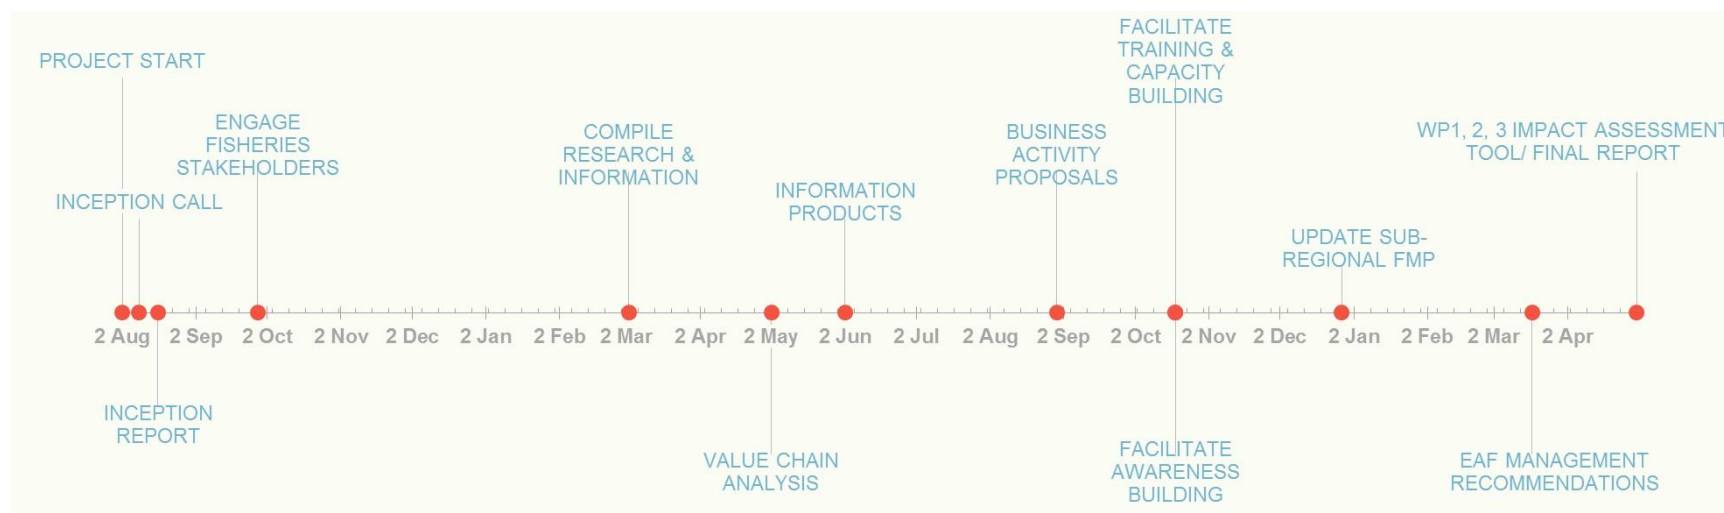 PROJECT START
INCEPTION CALL
ENGAGE
FISHERIES
STAKEHOLDERS
COMPILE
RESEARCH &
INFORMATION
INFORMATION
PRODUCTS
BUSINESS
ACTIVITY
PROPOSALS
FACILITATE
TRAINING &
CAPACITY
BUILDING
UPDATE SUB-
REGIONAL FMP
WP1, 2, 3 IMPACT ASSESSMENT
TOOL/ FINAL REPORT
2 Aug 2 Sep 2 Oct 2 Nov 2 Dec 2 Jan 2 Feb 2 Mar 2 Apr 2 May 2 Jun 2 Jul 2 Aug 2 Sep 2 Oct 2 Nov 2 Dec 2 Jan 2 Feb 2 Mar 2 Apr
INCEPTION
REPORT
VALUE CHAIN
ANALYSIS
FACILITATE
AWARENESS
BUILDING
EAF MANAGEMENT
RECOMMENDATIONS